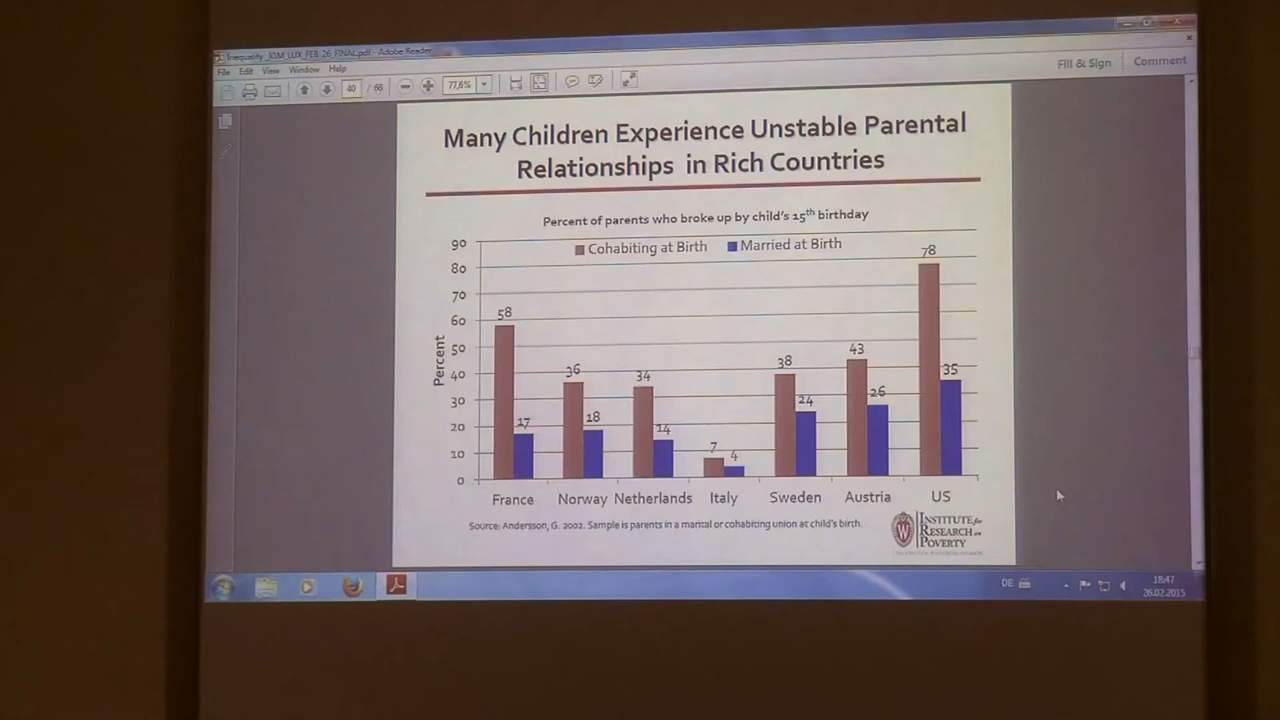 Inequality_IGM_LUX_FEB_26_FINAL.pdf - Adobe Reader
File Edit View Window Help
40 / 68 77,6% Fill & Sign Comment
Many Children Experience Unstable Parental
Relationships in Rich Countries
Percent of parents who broke up by child's 15th birthday
Cohabiting at Birth Married at Birth
Percent
90
80
70
60
50
40
30
20
10
0
58 17
36 18
34 14
7 4
38 24
43 26
78 35
France Norway Netherlands Italy Sweden Austria US
Source: Andersson, G. 2002. Sample is parents in a marital or cohabiting union at child's birth.
W
INSTITUTE for
RESEARCH on
POVERTY
DE
18:47
26.02.2015